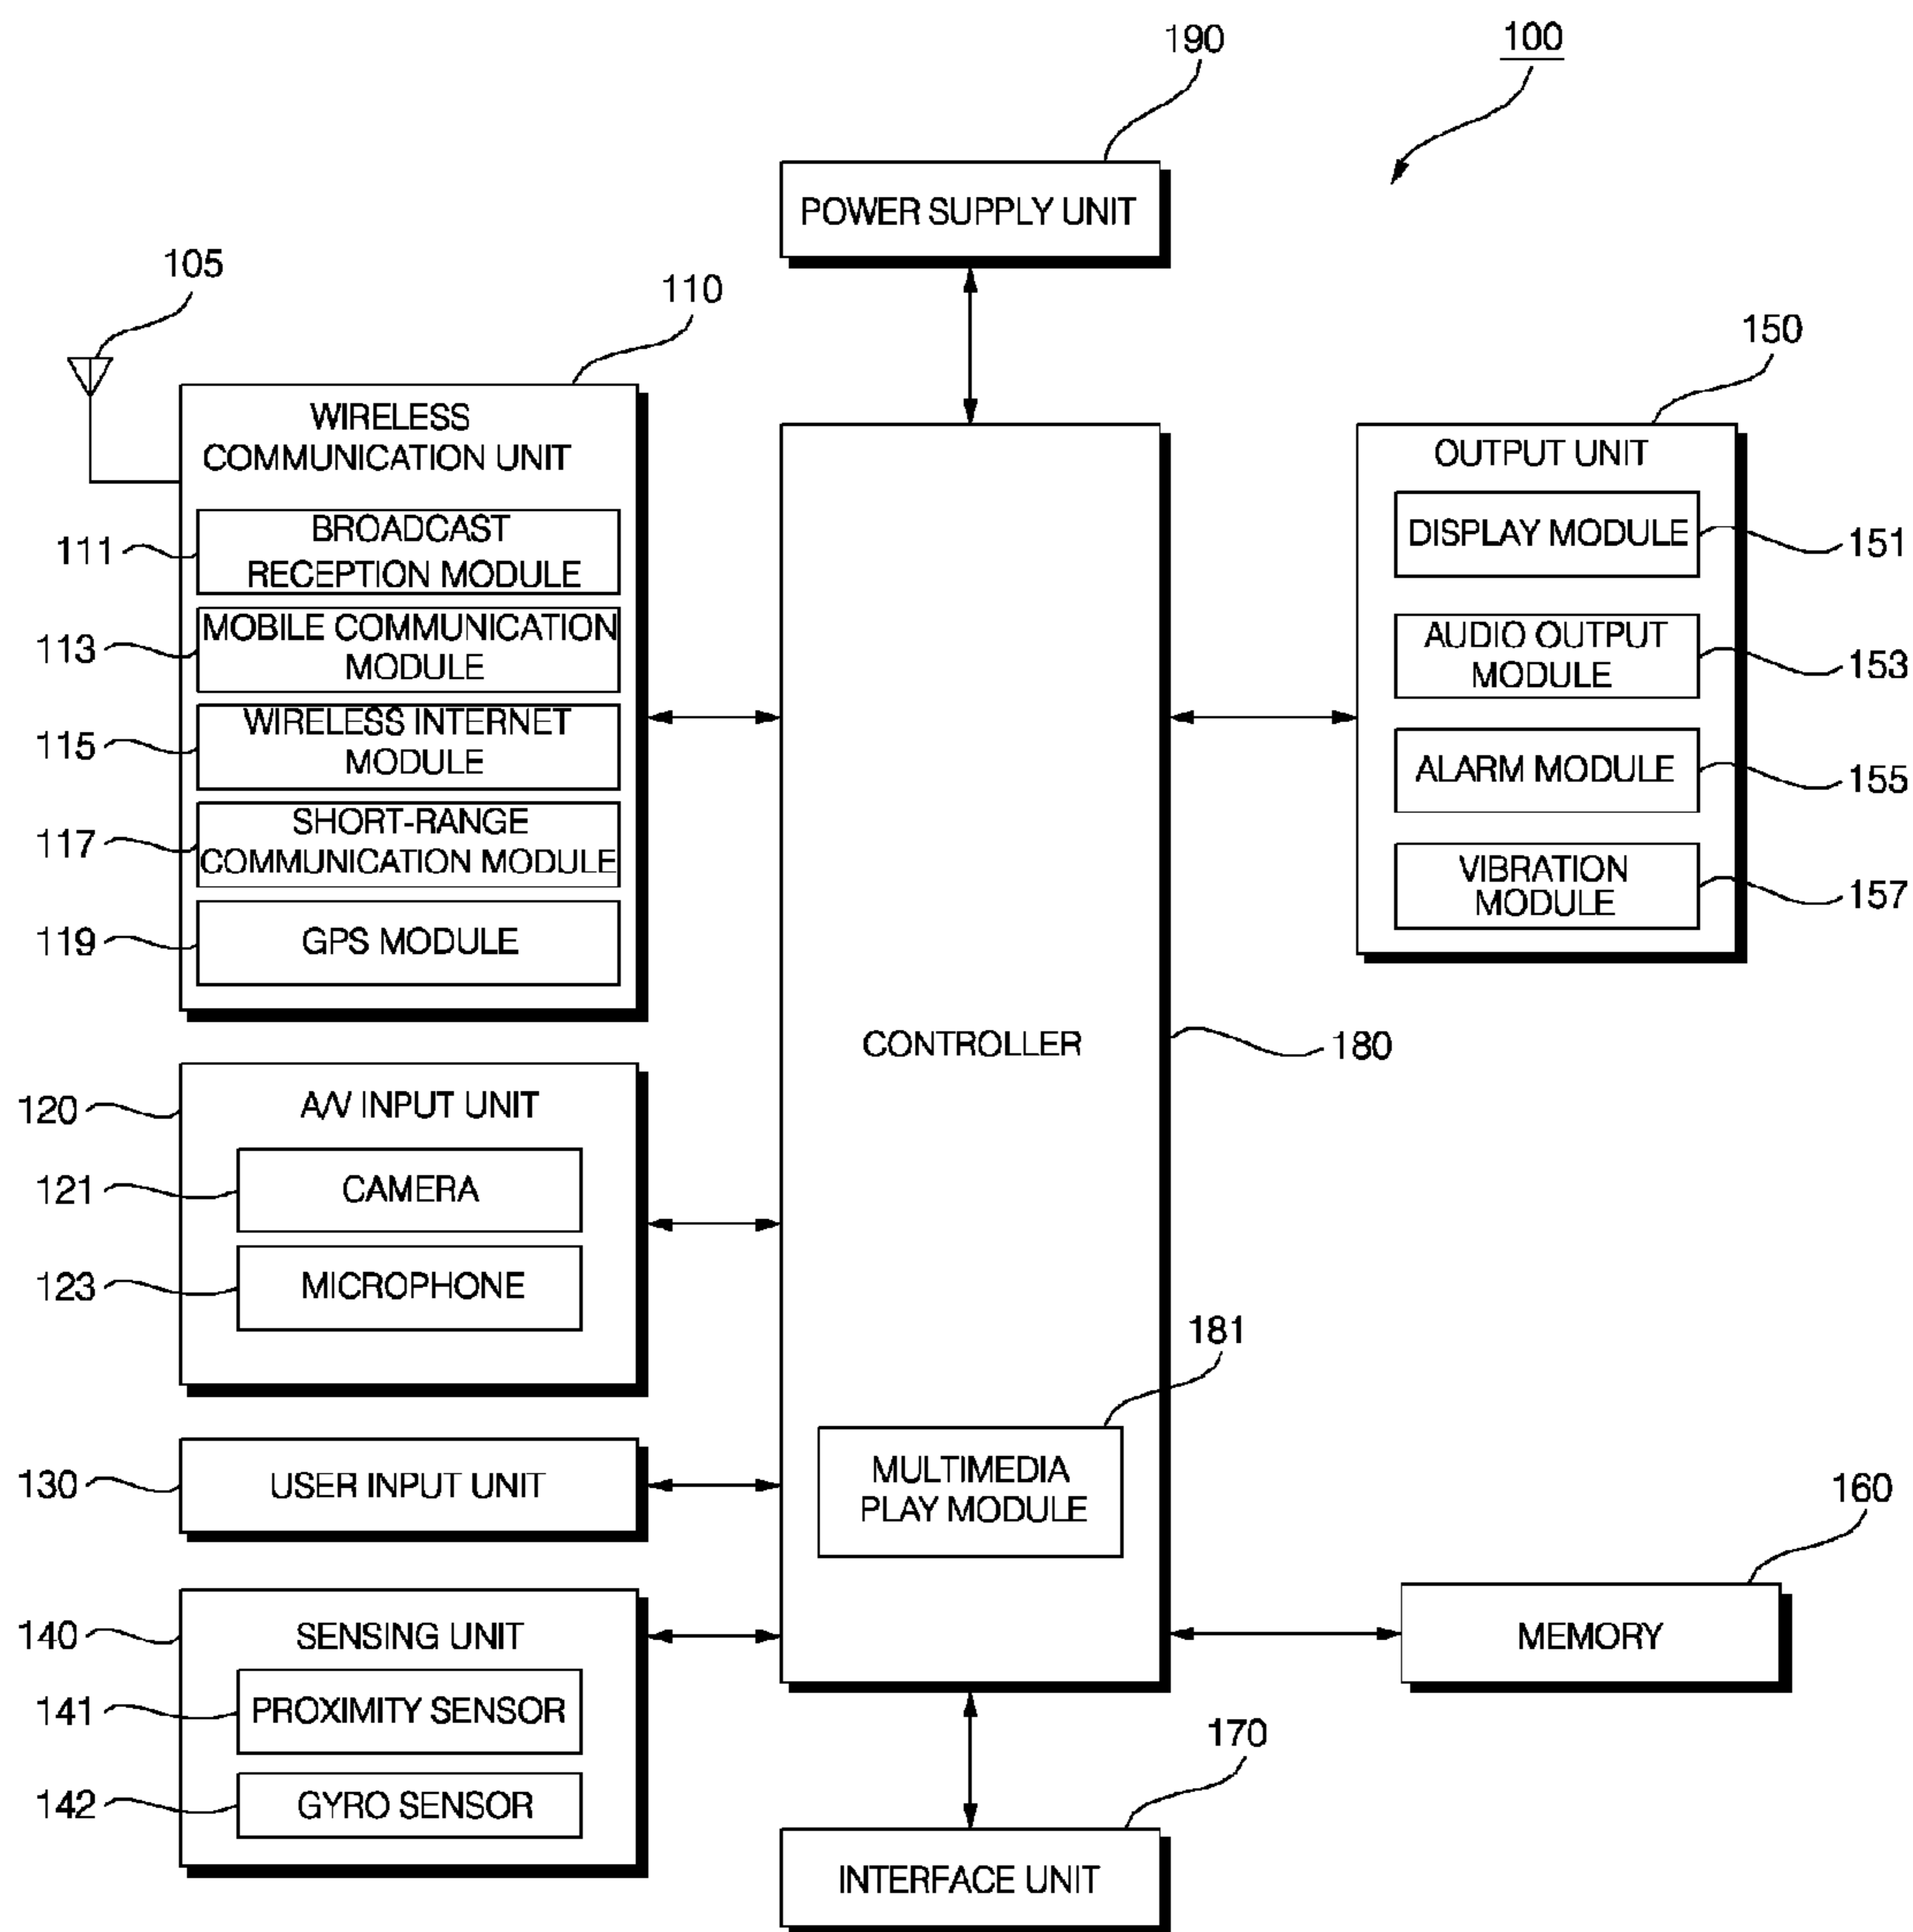 190
100
POWER SUPPLY UNIT
105
110
150
WIRELESS
COMMUNICATION UNIT
OUTPUT UNIT
111
BROADCAST
RECEPTION MODULE
DISPLAY MODULE
151
113
MOBILE COMMUNICATION
MODULE
AUDIO OUTPUT
MODULE
153
115
WIRELESS INTERNET
MODULE
ALARM MODULE
155
117
SHORT-RANGE
COMMUNICATION MODULE
VIBRATION
MODULE
157
119
GPS MODULE
CONTROLLER
180
120
A/V INPUT UNIT
121
CAMERA
123
MICROPHONE
181
MULTIMEDIA
PLAY MODULE
130
USER INPUT UNIT
160
140
SENSING UNIT
MEMORY
141
PROXIMITY SENSOR
170
142
GYRO SENSOR
INTERFACE UNIT